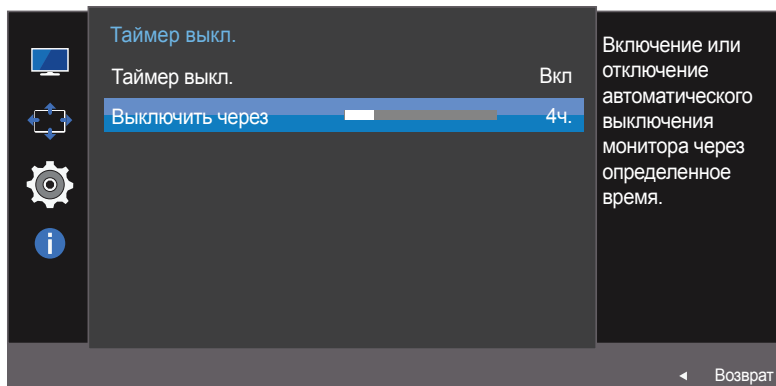 Таймер выкл.
Таймер выкл. Вкл
Выключить через 4ч.
Включение или
отключение
автоматического
выключения
монитора через
определенное
время.
Возврат